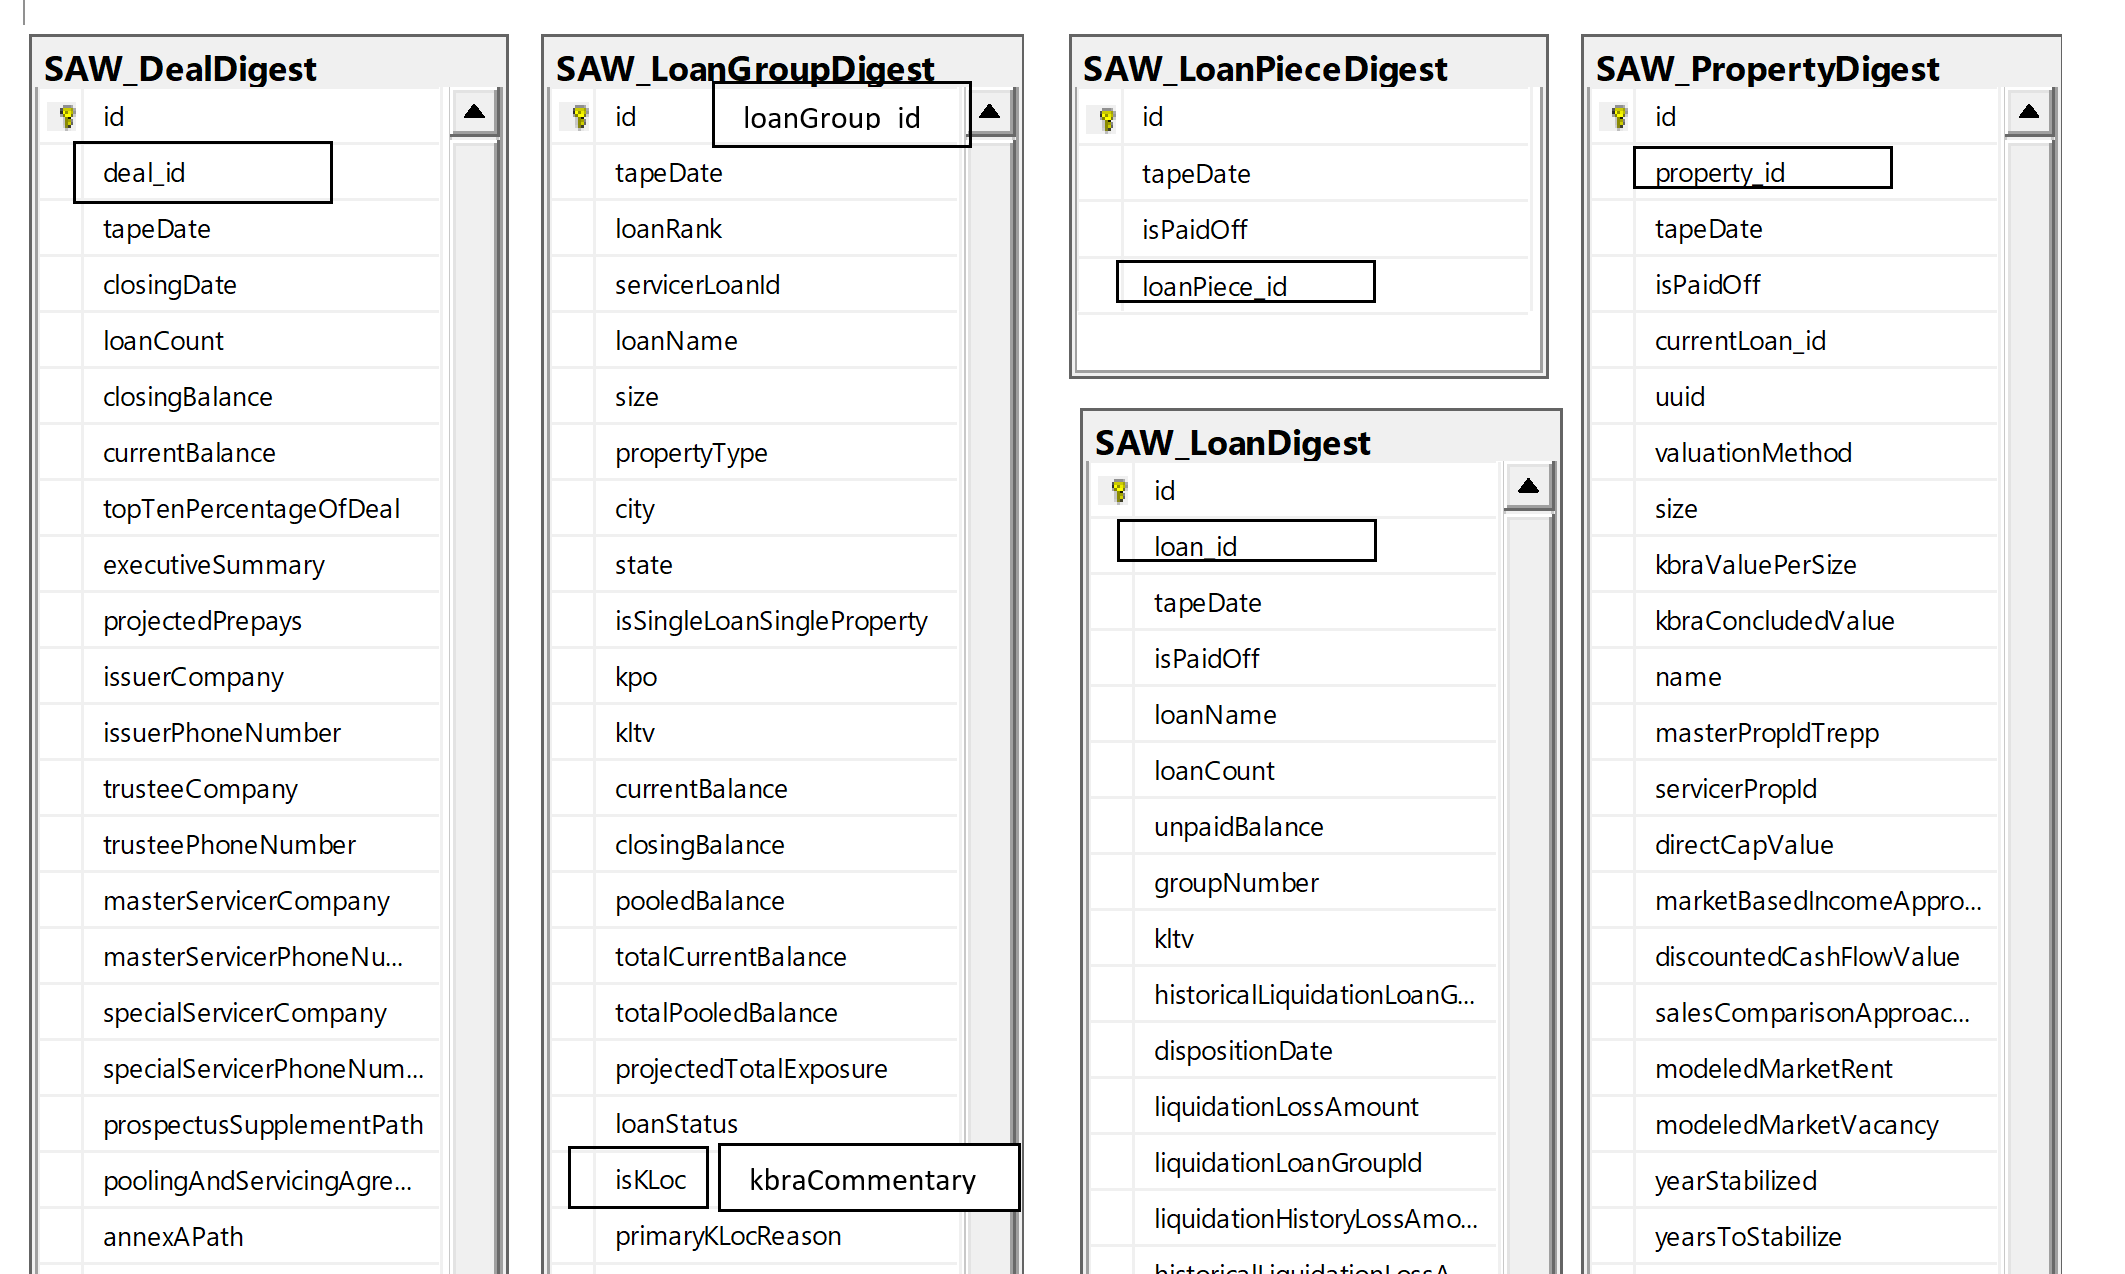 SAW_DealDigest
id
deal_id
tapeDate
closingDate
loanCount
closingBalance
currentBalance
topTenPercentageOfDeal
executiveSummary
projectedPrepays
issuerCompany
issuerPhoneNumber
trusteeCompany
trusteePhoneNumber
masterServicerCompany
masterServicerPhoneNu...
specialServicerCompany
specialServicerPhoneNum...
prospectusSupplementPath
poolingAndServicingAgre...
annexAPath
SAW_LoanGroupDigest
id
loanGroup_id
tapeDate
loanRank
servicerLoanId
loanName
size
propertyType
city
state
isSingleLoanSingleProperty
kpo
kltv
currentBalance
closingBalance
pooledBalance
totalCurrentBalance
totalPooledBalance
projectedTotalExposure
loanStatus
isKLoc
kbraCommentary
primaryKLocReason
SAW_LoanPieceDigest
id
tapeDate
isPaidOff
loanPiece_id
SAW_LoanDigest
id
loan_id
tapeDate
isPaidOff
loanName
loanCount
unpaidBalance
groupNumber
kltv
historicalLiquidationLoanG...
dispositionDate
liquidationLossAmount
liquidationLoanGroupId
liquidationHistoryLossAmo...
SAW_PropertyDigest
id
property_id
tapeDate
isPaidOff
currentLoan_id
uuid
valuationMethod
size
kbraValuePerSize
kbraConcludedValue
name
masterPropIdTrepp
servicerPropId
directCapValue
marketBasedIncomeAppro...
discountedCashFlowValue
salesComparisonApproac...
modeledMarketRent
modeledMarketVacancy
yearStabilized
yearsToStabilize